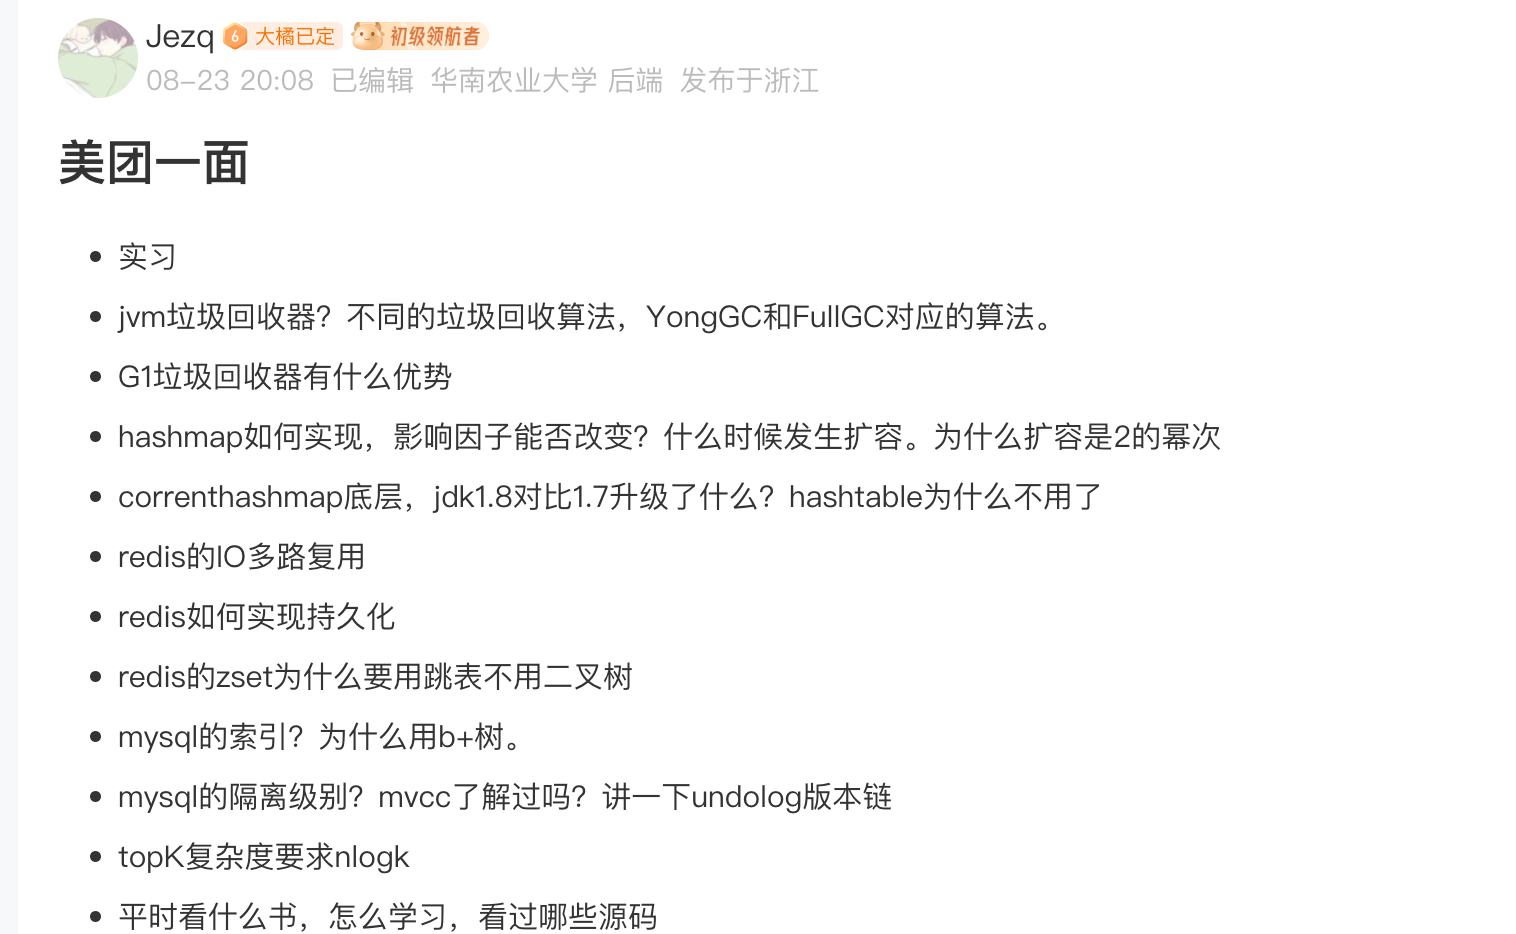 Jezq 6 大橘已定 初级领航者
08-23 20:08 已编辑 华南农业大学 后端 发布于浙江
美团一面
实习
jvm垃圾回收器？不同的垃圾回收算法，YongGC和FullGC对应的算法。
G1垃圾回收器有什么优势
hashmap如何实现，影响因子能否改变？什么时候发生扩容。为什么扩容是2的幂次
correnthashmap底层，jdk1.8对比1.7升级了什么？hashtable为什么不用了
redis的IO多路复用
redis如何实现持久化
redis的zset为什么要用跳表不用二叉树
mysql的索引？为什么用b+树。
mysql的隔离级别？mvcc了解过吗？讲一下undolog版本链
topK复杂度要求nlogk
平时看什么书，怎么学习，看过哪些源码